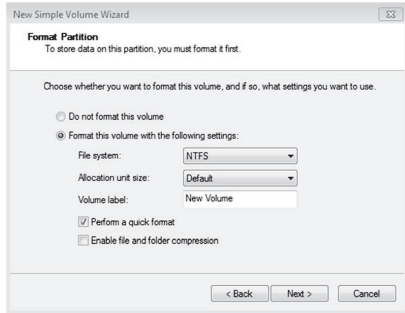 New Simple Volume Wizard
Format Partition
To store data on this partition, you must format it first.
Choose whether you want to format this volume, and if so, what settings you want to use.
Do not format this volume
Format this volume with the following settings:
File system: NTFS
Allocation unit size: Default
Volume label: New Volume
Perform a quick format
Enable file and folder compression
< Back Next > Cancel